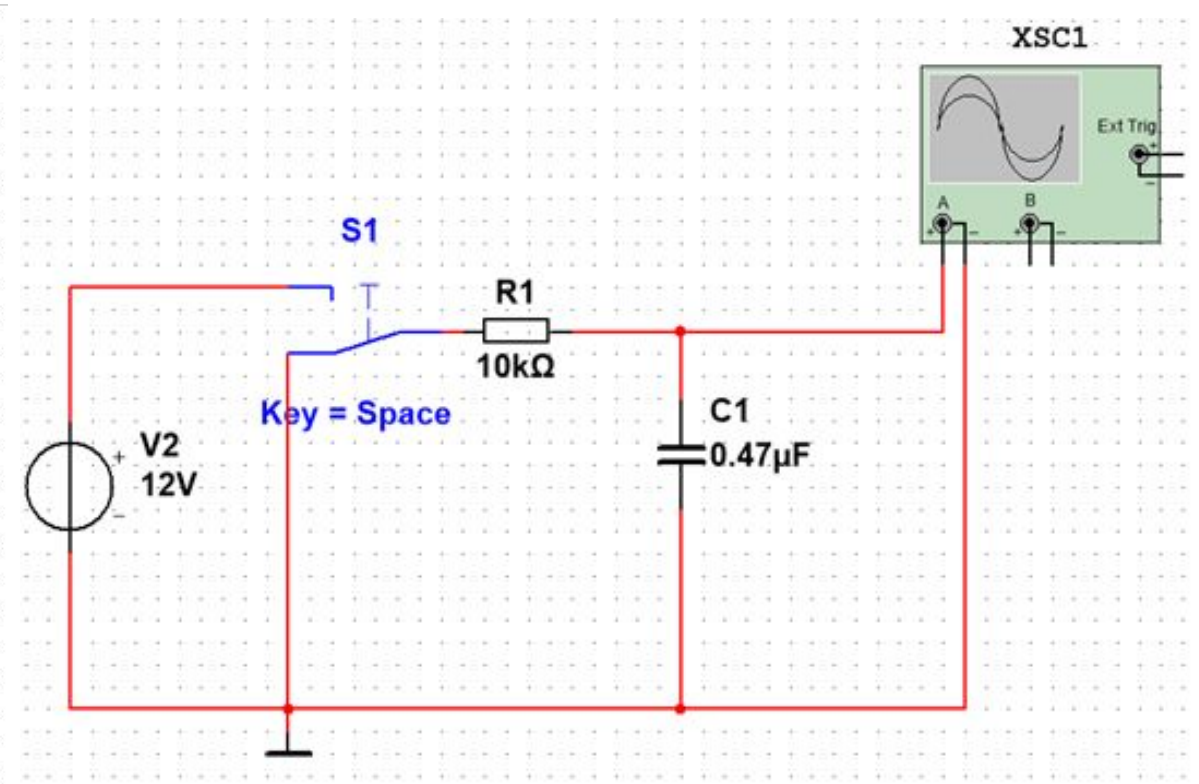 XSC1
Ext Trig
+
−
A
B
+
−
+
−
S1
R1
10kΩ
Key = Space
C1
0.47µF
V2
12V
+
−